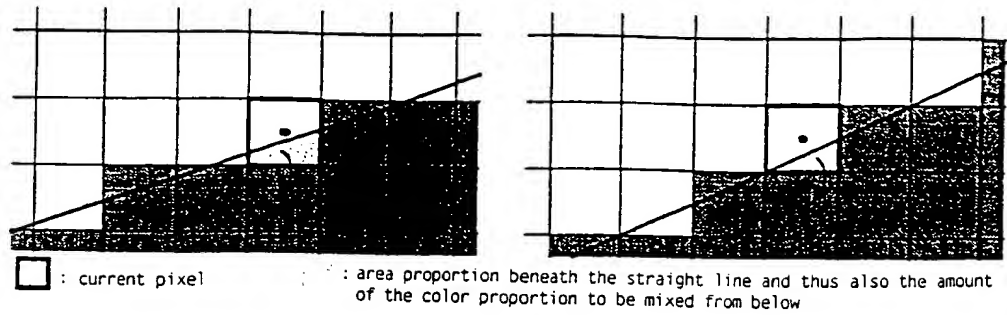 : current pixel
: area proportion beneath the straight line and thus also the amount
of the color proportion to be mixed from below